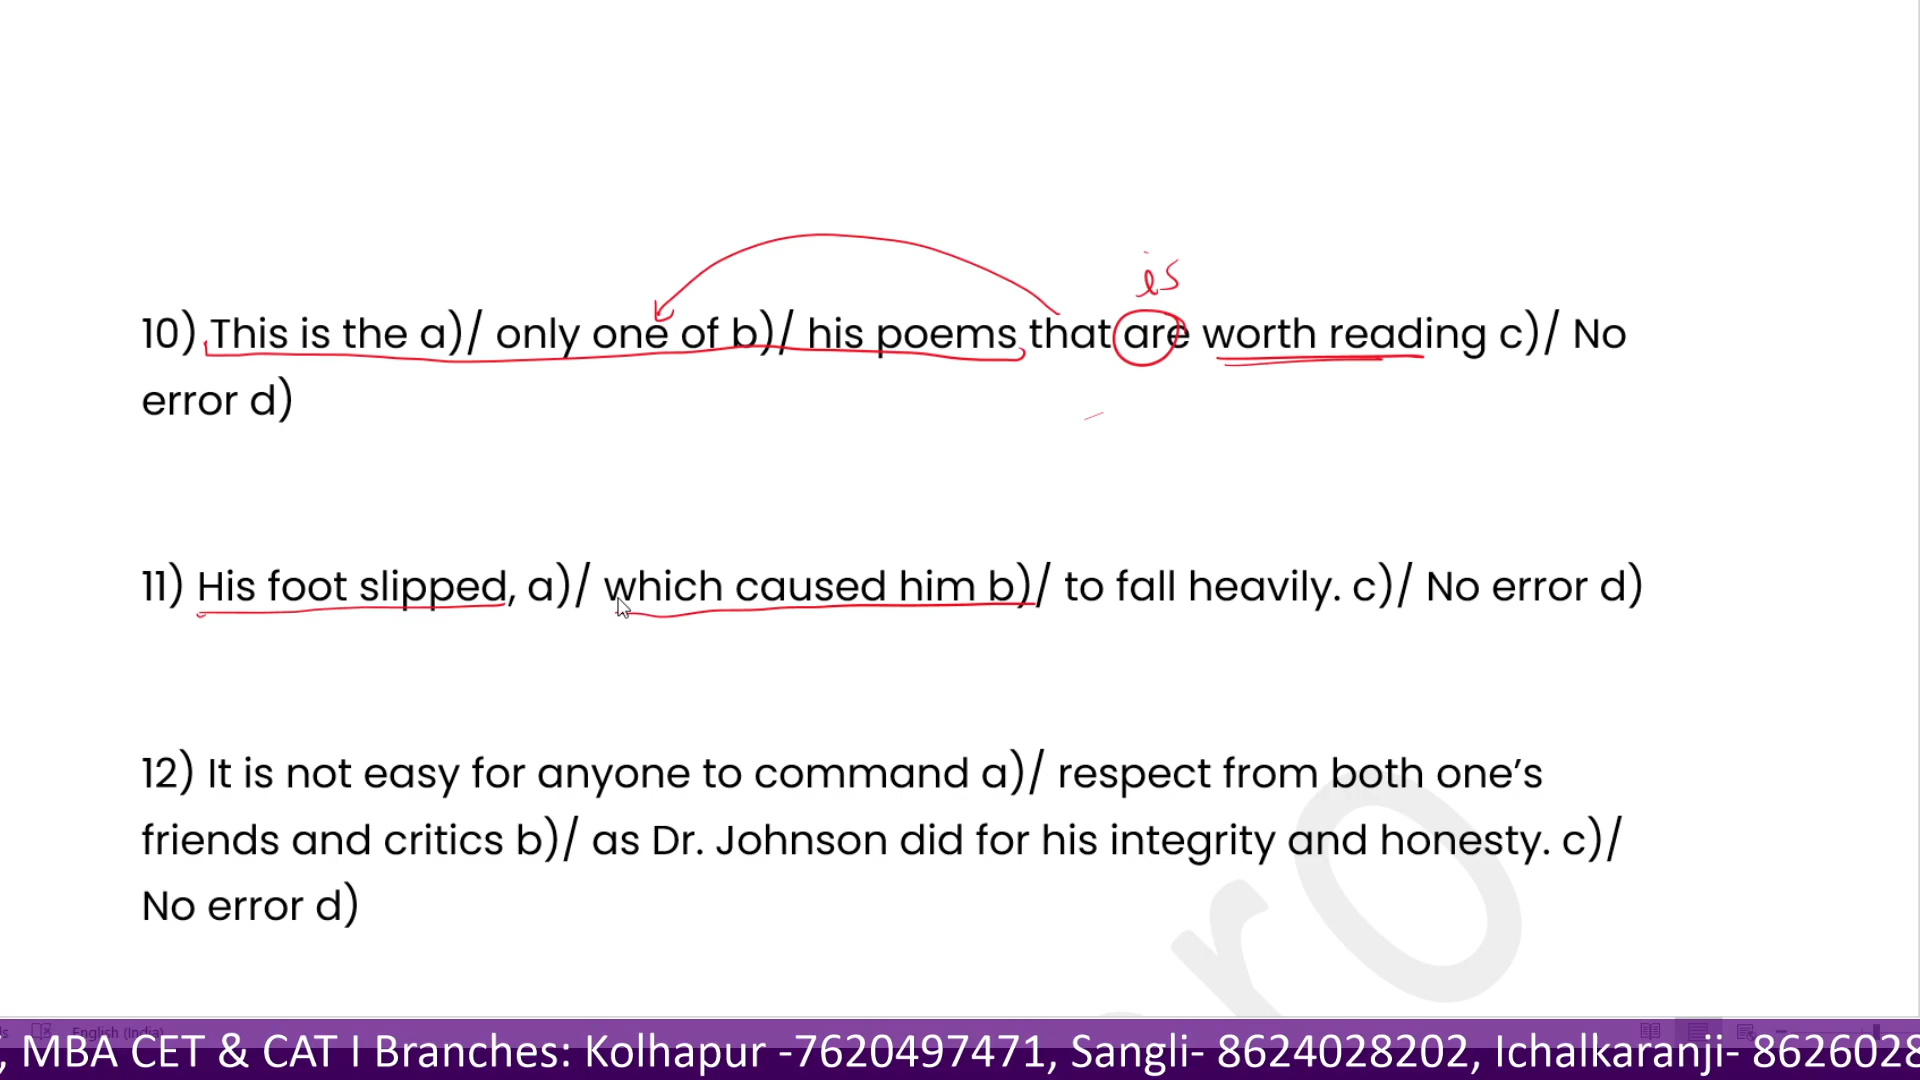 is
10) This is the a)/ only one of b)/ his poems that are worth reading c)/ No
error d)
11) His foot slipped, a)/ which caused him b)/ to fall heavily. c)/ No error d)
12) It is not easy for anyone to command a)/ respect from both one’s
friends and critics b)/ as Dr. Johnson did for his integrity and honesty. c)/
No error d)
ro
English (India)
, MBA CET & CAT I Branches: Kolhapur -7620497471, Sangli- 8624028202, Ichalkaranji- 8626028